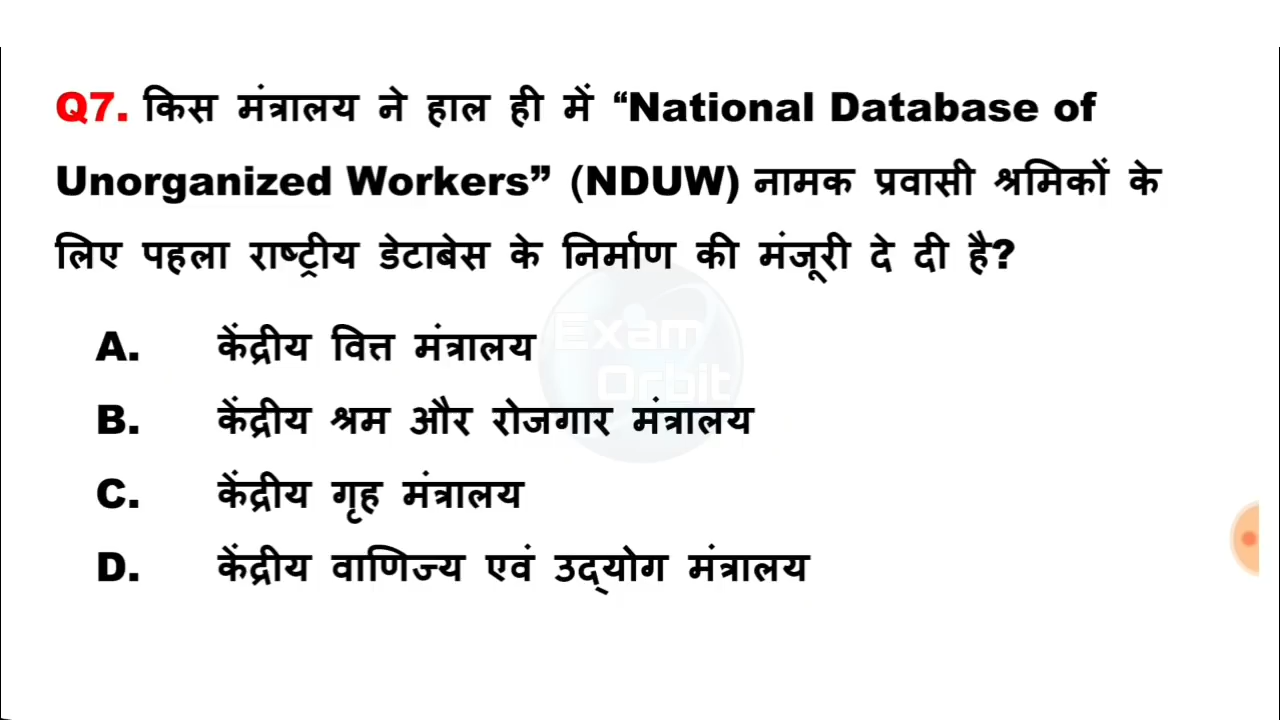 Q7. किस मंत्रालय ने हाल ही में “National Database of
Unorganized Workers” (NDUW) नामक प्रवासी श्रमिकों के
लिए पहला राष्ट्रीय डेटाबेस के निर्माण की मंजूरी दे दी है?
Exam
Orbit
A. केंद्रीय वित्त मंत्रालय
B. केंद्रीय श्रम और रोजगार मंत्रालय
C. केंद्रीय गृह मंत्रालय
D. केंद्रीय वाणिज्य एवं उद्योग मंत्रालय